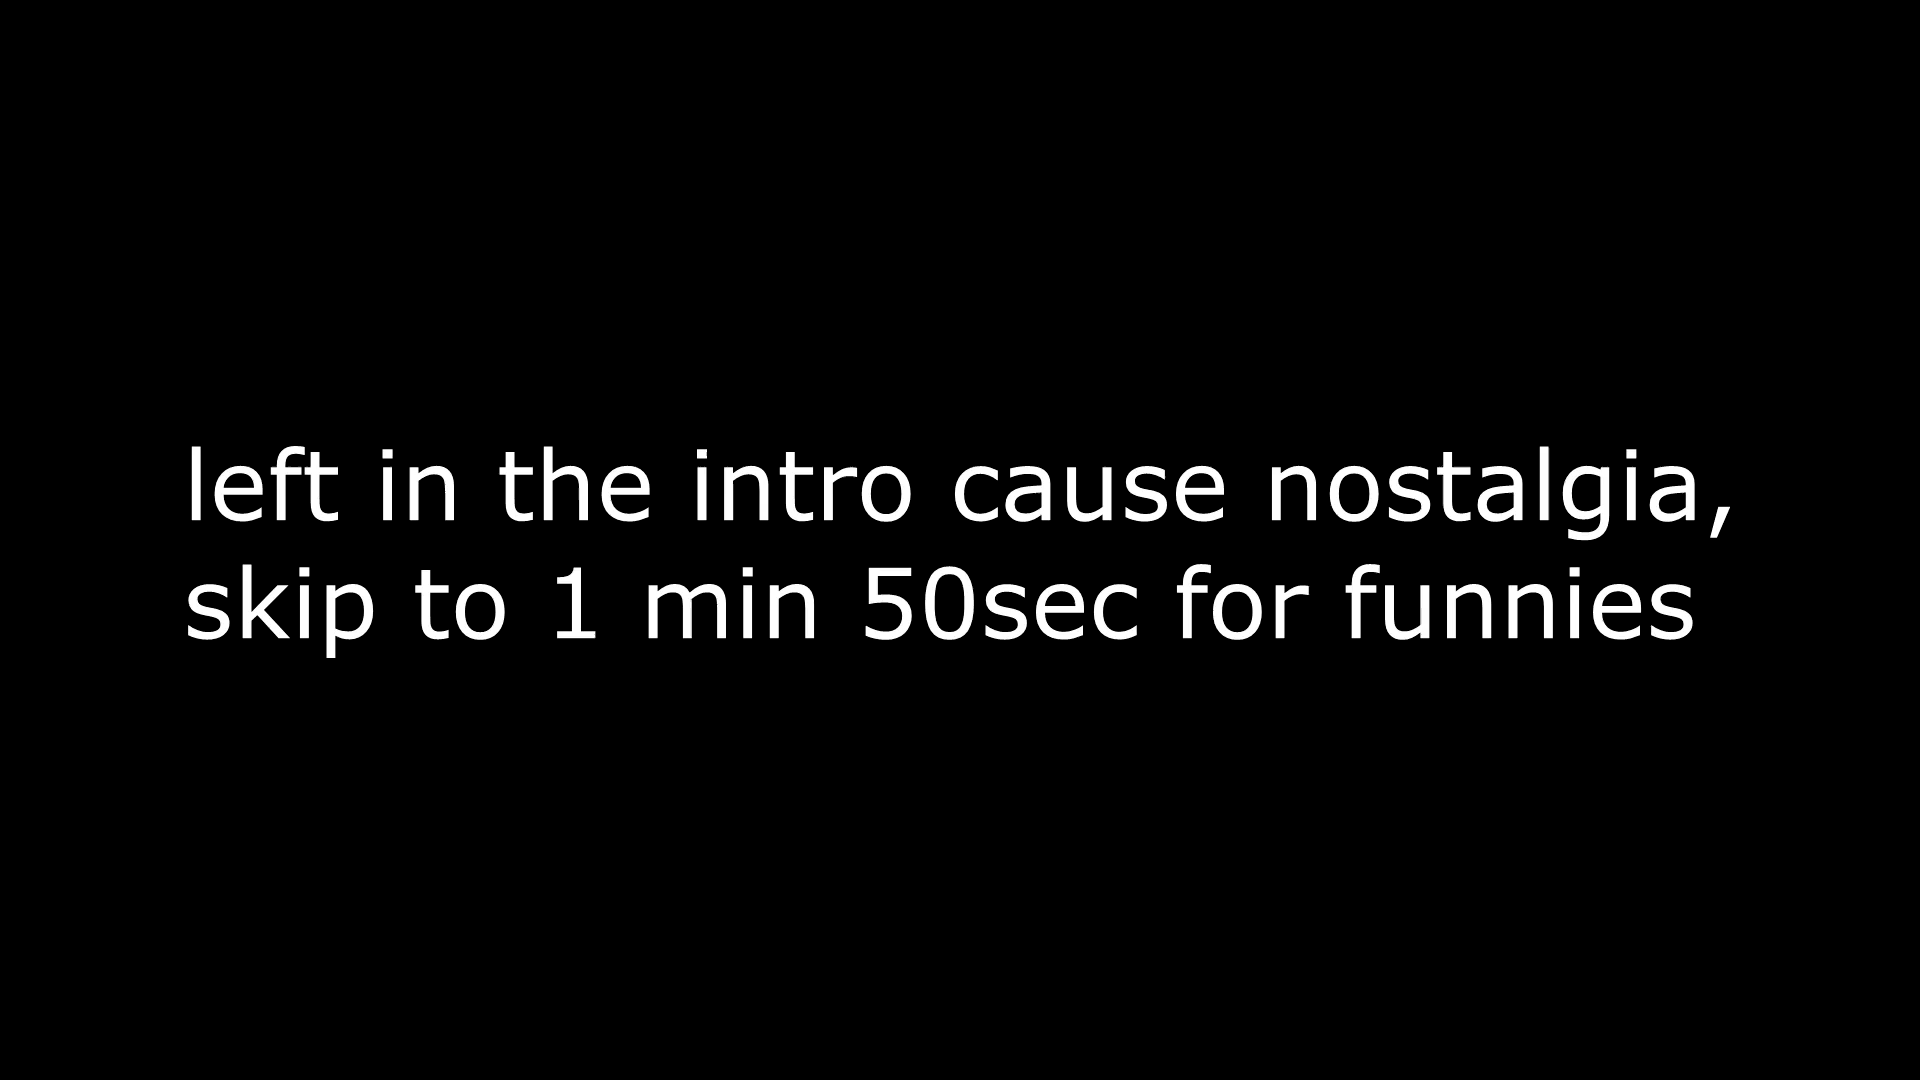 left in the intro cause nostalgia,
skip to 1 min 50sec for funnies